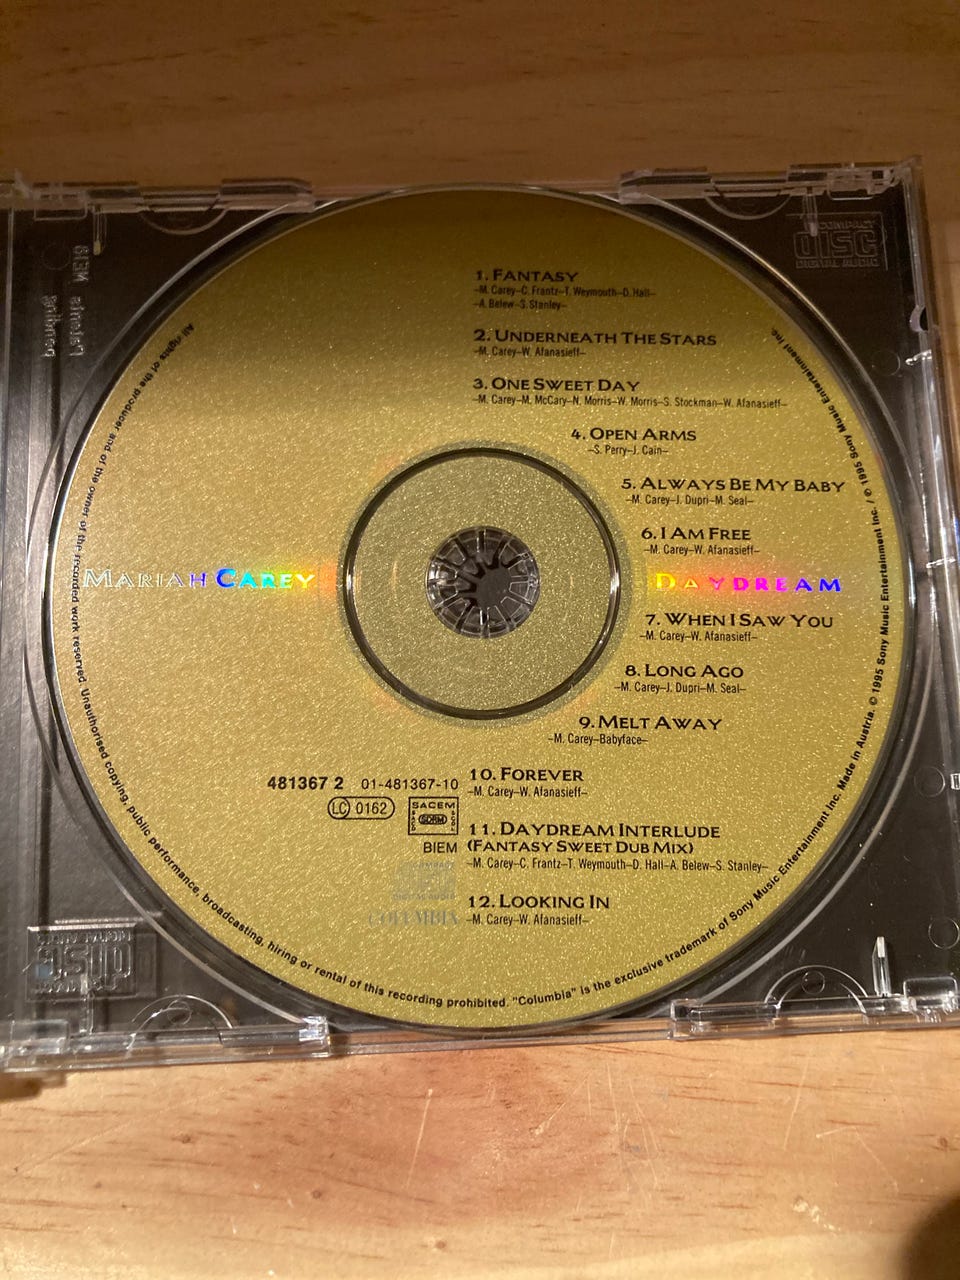 COMPACT
DISC
DIGITAL AUDIO
1. FANTASY
–M. Carey–C. Frantz–T. Weymouth–D. Hall–
–A. Belew–S. Stanley–
2. UNDERNEATH THE STARS
–M. Carey–W. Afanasieff–
3. ONE SWEET DAY
–M. Carey–M. McCary–N. Morris–W. Morris–S. Stockman–W. Afanasieff–
4. OPEN ARMS
–S. Perry–J. Cain–
5. ALWAYS BE MY BABY
–M. Carey–J. Dupri–M. Seal–
6. I AM FREE
–M. Carey–W. Afanasieff–
MARIAH CAREY
DAYDREAM
7. WHEN I SAW YOU
–M. Carey–W. Afanasieff–
8. LONG AGO
–M. Carey–J. Dupri–M. Seal–
9. MELT AWAY
–M. Carey–Babyface–
481367 2 01-481367-10
LC 0162
SACEM
SDRM
BIEM
10. FOREVER
–M. Carey–W. Afanasieff–
11. DAYDREAM INTERLUDE
(FANTASY SWEET DUB MIX)
–M. Carey–C. Frantz–T. Weymouth–D. Hall–A. Belew–S. Stanley–
12. LOOKING IN
–M. Carey–W. Afanasieff–
COMPACT
DIGITAL AUDIO
COLUMBIA
All rights of the producer and of the owner of the recorded work reserved. Unauthorised copying, public performance, broadcasting, hiring or rental of this recording prohibited. "Columbia" is the exclusive trademark of Sony Music Entertainment Inc. Made in Austria. © 1995 Sony Music Entertainment Inc. / ℗ 1995 Sony Music Entertainment Inc.
MEI3
Patents
pending
disc